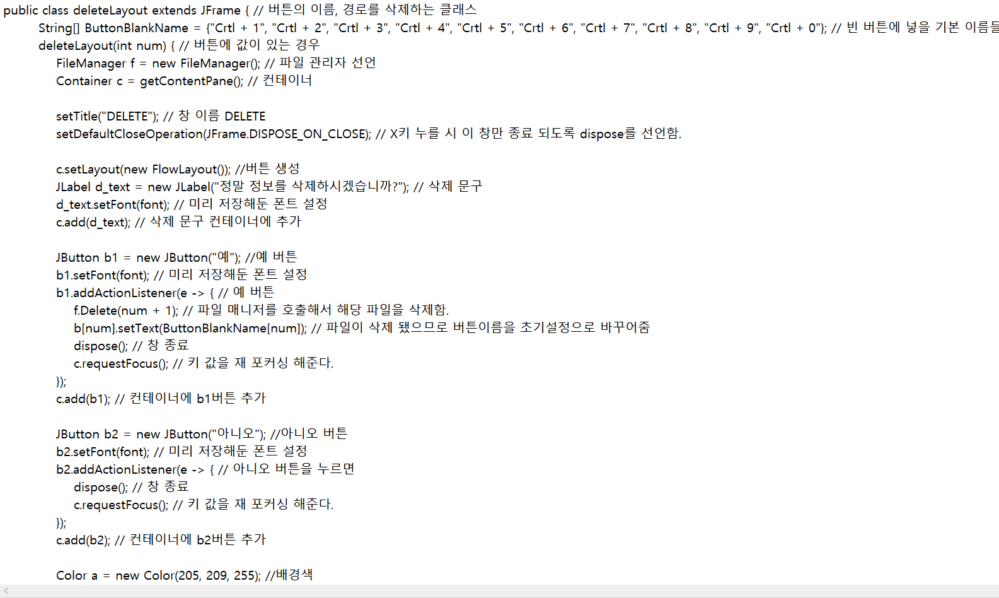 public class deleteLayout extends JFrame { // 버튼의 이름, 경로를 삭제하는 클래스
String[] ButtonBlankName = {"Crtl + 1", "Crtl + 2", "Crtl + 3", "Crtl + 4", "Crtl + 5", "Crtl + 6", "Crtl + 7", "Crtl + 8", "Crtl + 9", "Crtl + 0"}; // 빈 버튼에 넣을 기본 이름들
deleteLayout(int num) { // 버튼에 값이 있는 경우
FileManager f = new FileManager(); // 파일 관리자 선언
Container c = getContentPane(); // 컨테이너
setTitle("DELETE"); // 창 이름 DELETE
setDefaultCloseOperation(JFrame.DISPOSE_ON_CLOSE); // X키 누를 시 이 창만 종료 되도록 dispose를 선언함.
c.setLayout(new FlowLayout()); //버튼 생성
JLabel d_text = new JLabel("정말 정보를 삭제하시겠습니까?"); // 삭제 문구
d_text.setFont(font); // 미리 저장해둔 폰트 설정
c.add(d_text); // 삭제 문구 컨테이너에 추가
JButton b1 = new JButton("예"); //예 버튼
b1.setFont(font); // 미리 저장해둔 폰트 설정
b1.addActionListener(e -> { // 예 버튼
f.Delete(num + 1); // 파일 매니저를 호출해서 해당 파일을 삭제함.
b[num].setText(ButtonBlankName[num]); // 파일이 삭제 됐으므로 버튼이름을 초기설정으로 바꾸어줌
dispose(); // 창 종료
c.requestFocus(); // 키 값을 재 포커싱 해준다.
});
c.add(b1); // 컨테이너에 b1버튼 추가
JButton b2 = new JButton("아니오"); //아니오 버튼
b2.setFont(font); // 미리 저장해둔 폰트 설정
b2.addActionListener(e -> { // 아니오 버튼을 누르면
dispose(); // 창 종료
c.requestFocus(); // 키 값을 재 포커싱 해준다.
});
c.add(b2); // 컨테이너에 b2버튼 추가
Color a = new Color(205, 209, 255); //배경색